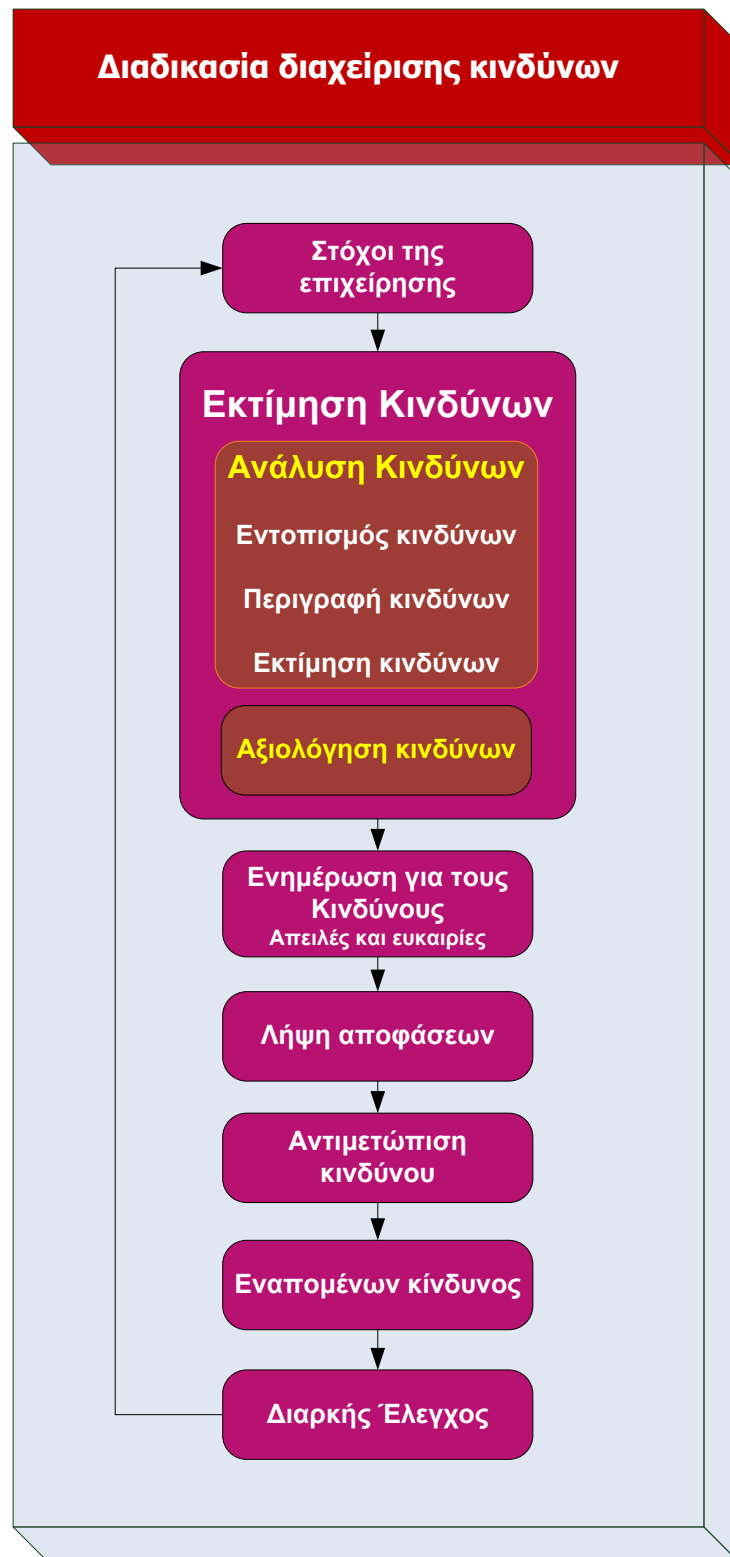 Διαδικασία διαχείρισης κινδύνων
Στόχοι της
επιχείρησης
Εκτίμηση Κινδύνων
Ανάλυση Κινδύνων
Εντοπισμός κινδύνων
Περιγραφή κινδύνων
Εκτίμηση κινδύνων
Αξιολόγηση κινδύνων
Ενημέρωση για τους
Κινδύνους
Απειλές και ευκαιρίες
Λήψη αποφάσεων
Αντιμετώπιση
κινδύνου
Εναπομένων κίνδυνος
Διαρκής Έλεγχος